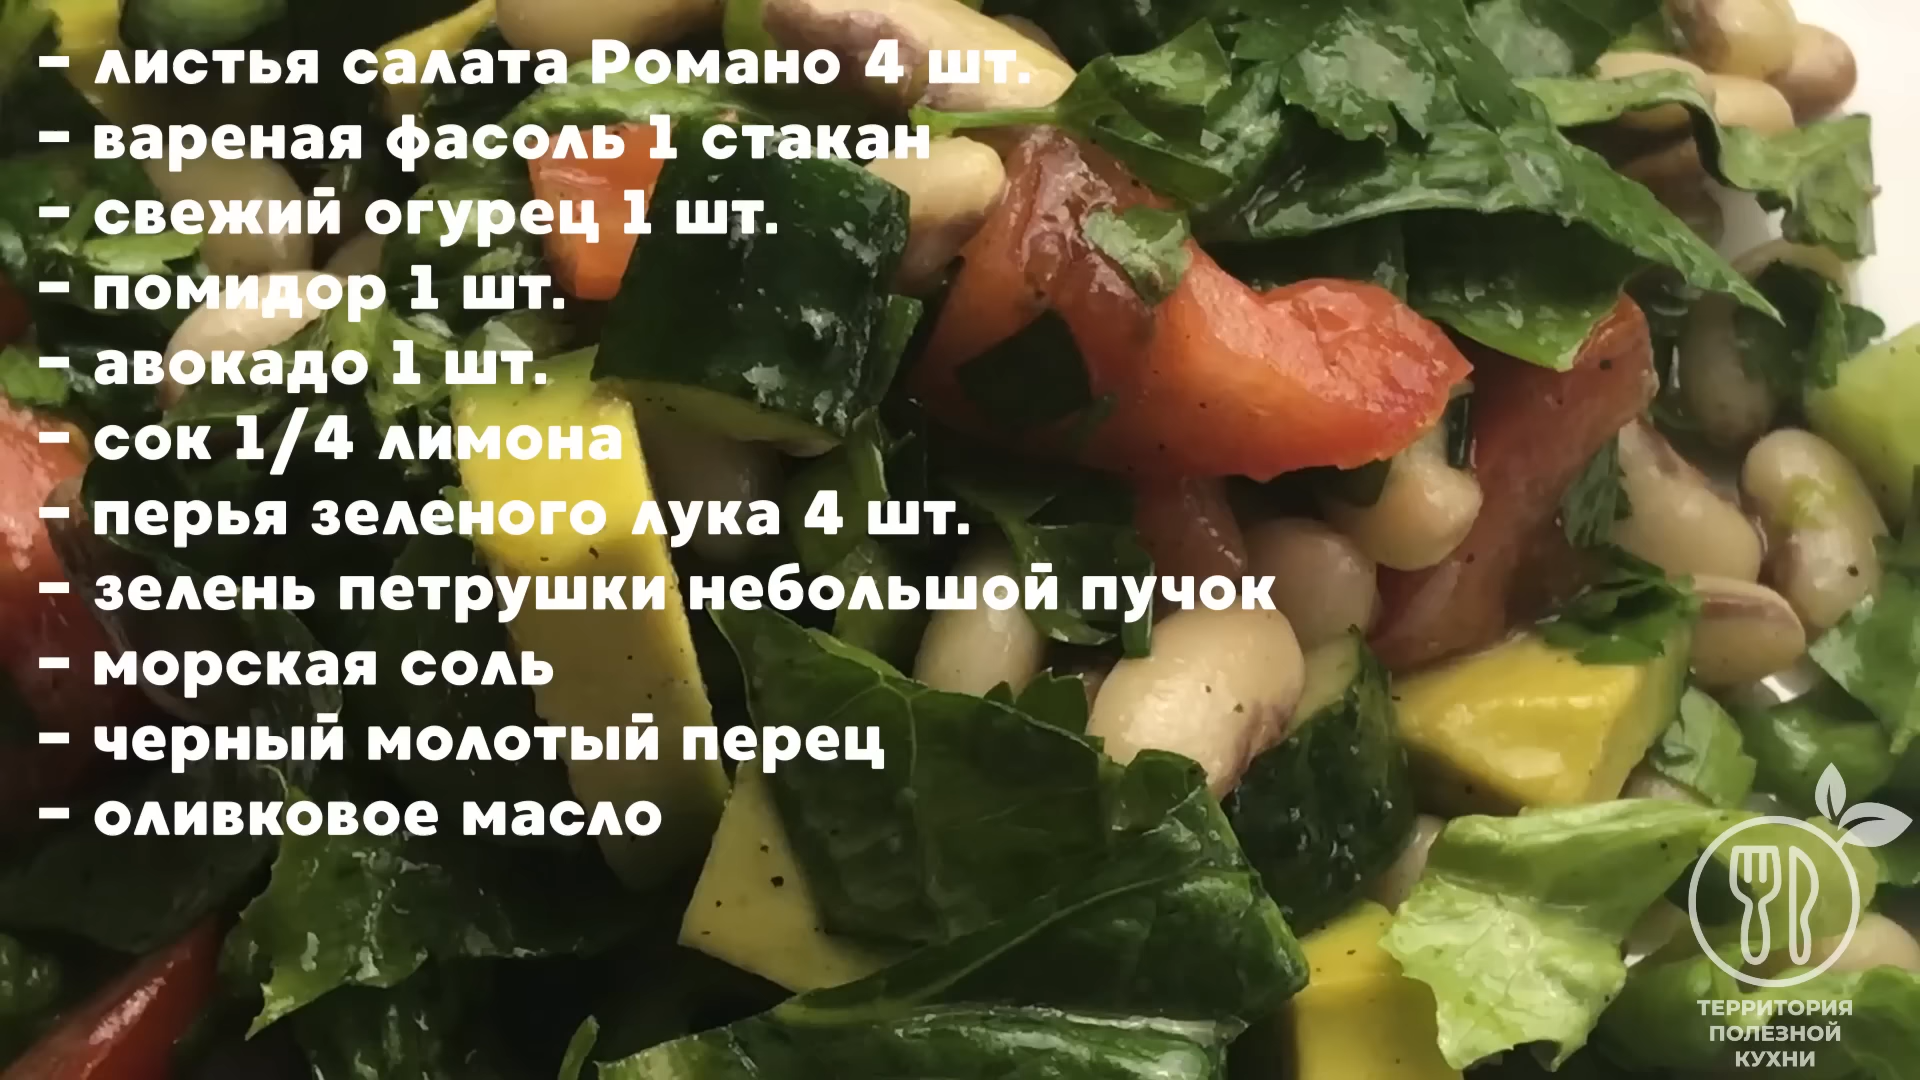 - листья салата Романо 4 шт.
- вареная фасоль 1 стакан
- свежий огурец 1 шт.
- помидор 1 шт.
- авокадо 1 шт.
- сок 1/4 лимона
- перья зеленого лука 4 шт.
- зелень петрушки небольшой пучок
- морская соль
- черный молотый перец
- оливковое масло
ТЕРРИТОРИЯ
ПОЛЕЗНОЙ
КУХНИ